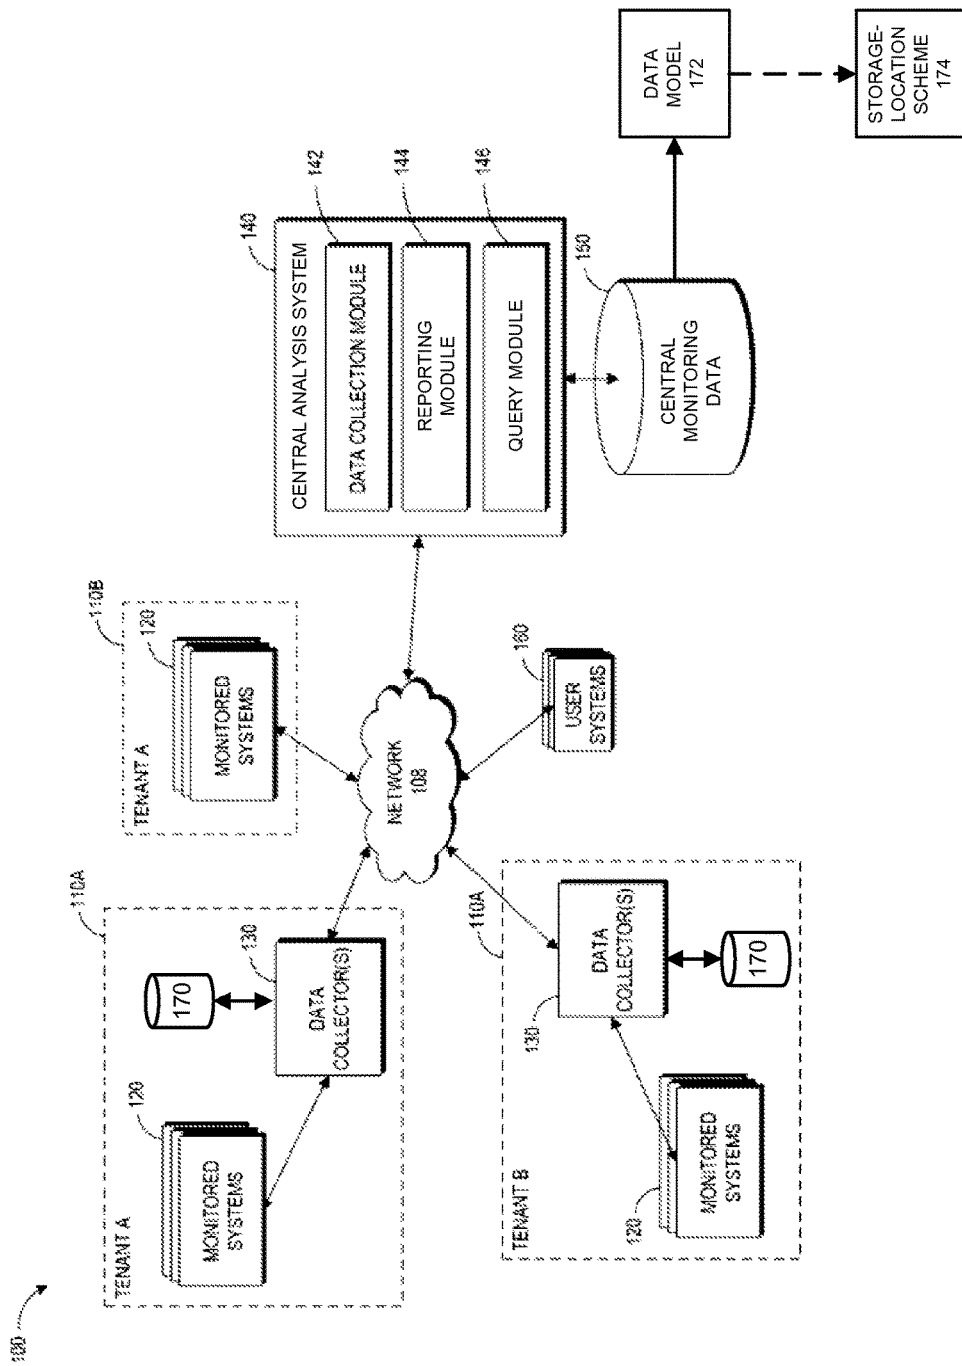 100
TENANT A
110A
MONITORED
SYSTEMS
120
170
DATA
COLLECTOR(S)
130
TENANT A
110B
MONITORED
SYSTEMS
120
NETWORK
108
TENANT B
110A
DATA
COLLECTOR(S)
130
170
MONITORED
SYSTEMS
120
USER
SYSTEMS
160
CENTRAL ANALYSIS SYSTEM
140
DATA COLLECTION MODULE
142
REPORTING
MODULE
144
QUERY MODULE
146
CENTRAL
MONITORING
DATA
150
DATA
MODEL
172
STORAGE-
LOCATION
SCHEME
174